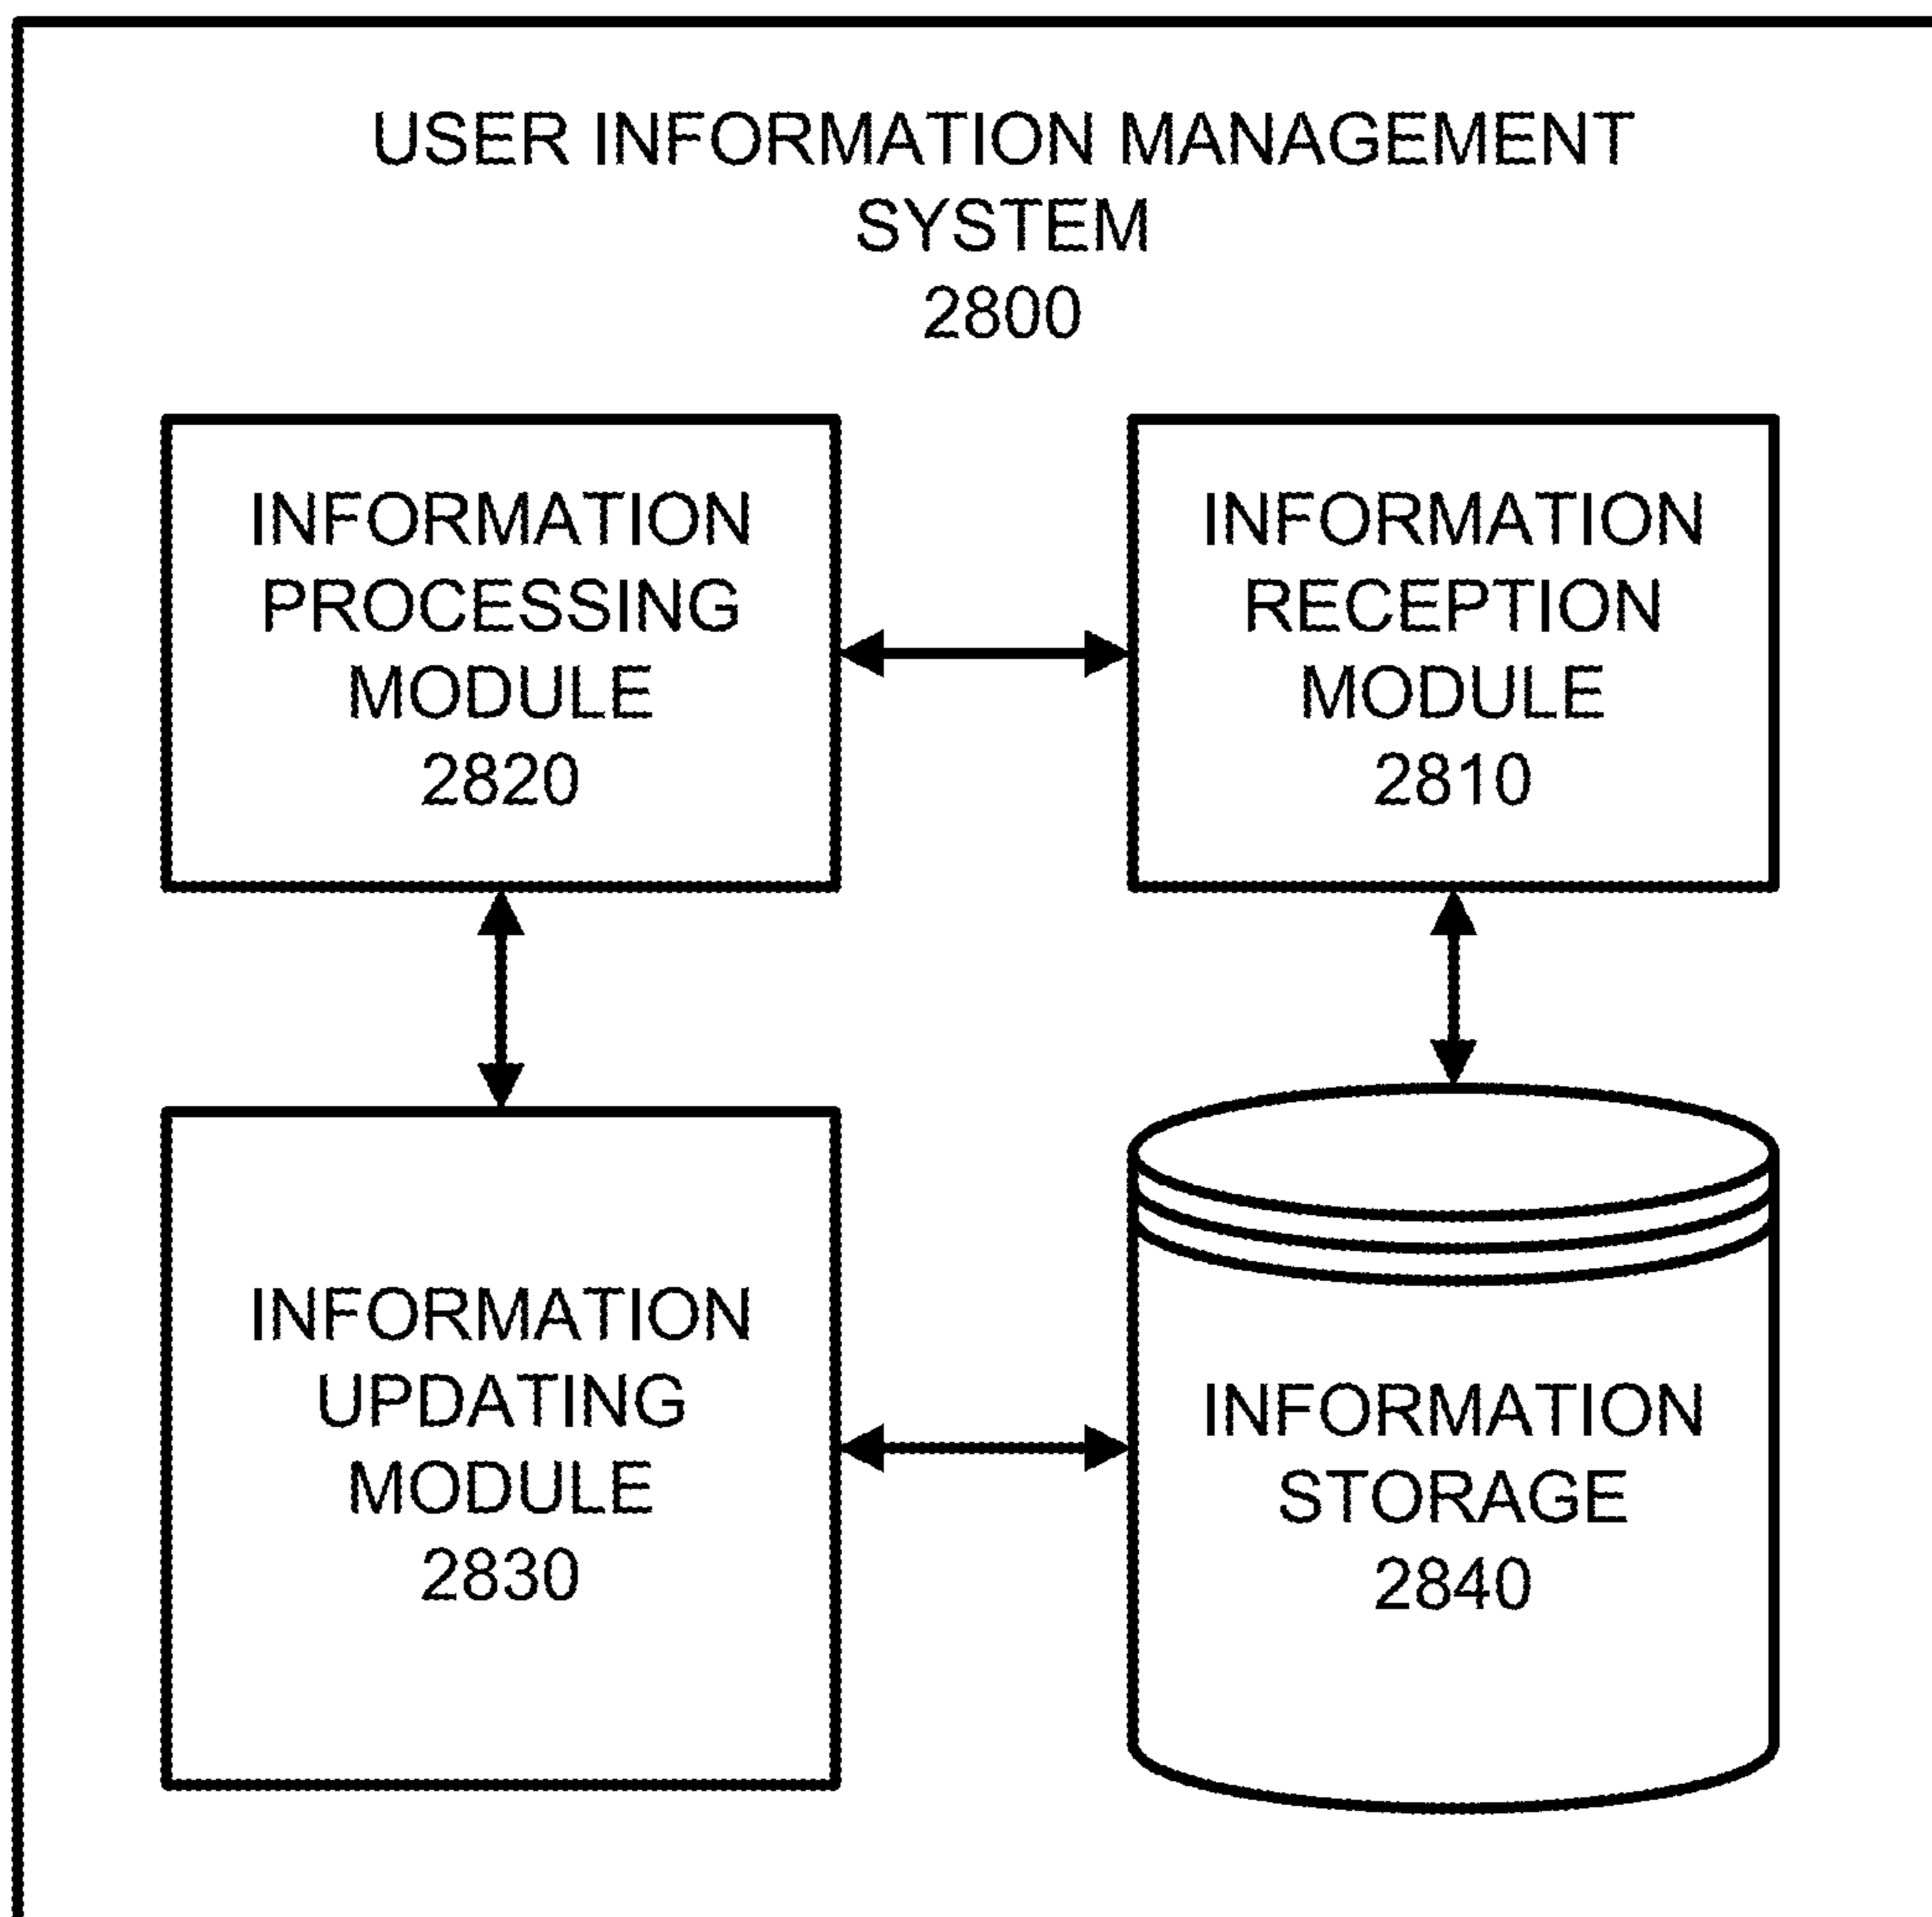 USER INFORMATION MANAGEMENT
SYSTEM
2800
INFORMATION
PROCESSING
MODULE
2820
INFORMATION
RECEPTION
MODULE
2810
INFORMATION
UPDATING
MODULE
2830
INFORMATION
STORAGE
2840